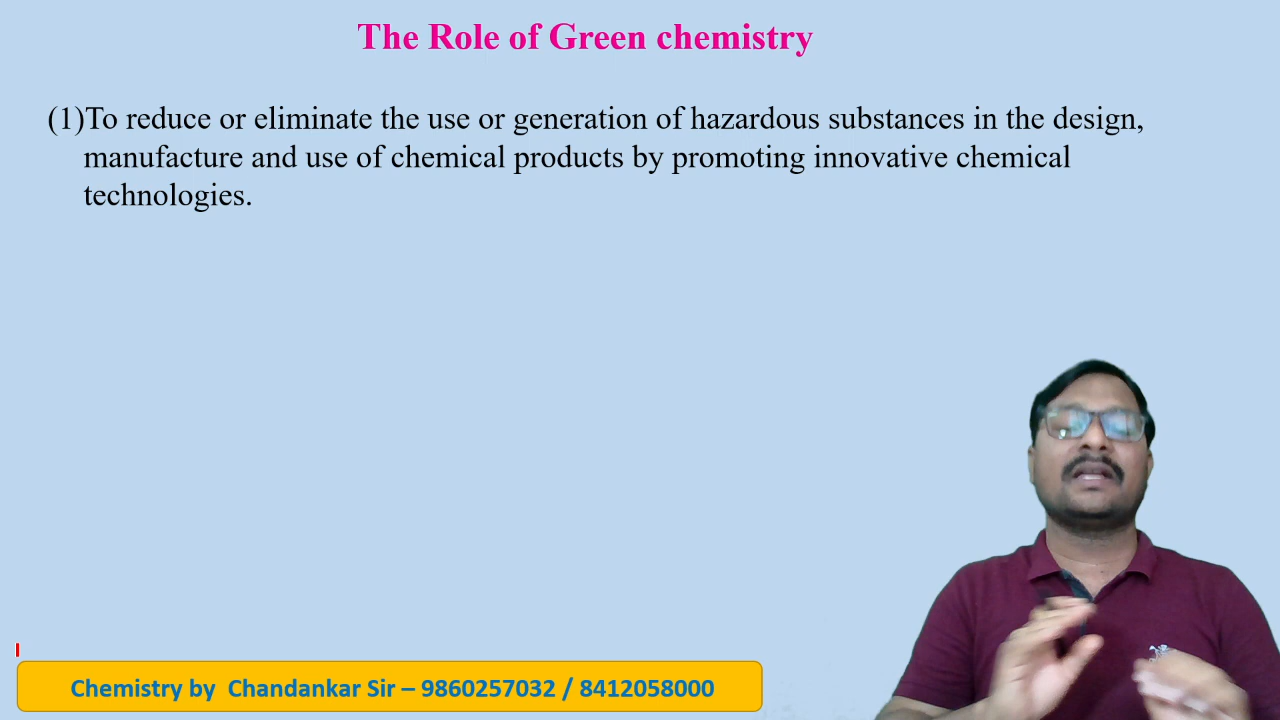 The Role of Green chemistry
(1)To reduce or eliminate the use or generation of hazardous substances in the design,
manufacture and use of chemical products by promoting innovative chemical
technologies.
Chemistry by Chandankar Sir – 9860257032 / 8412058000